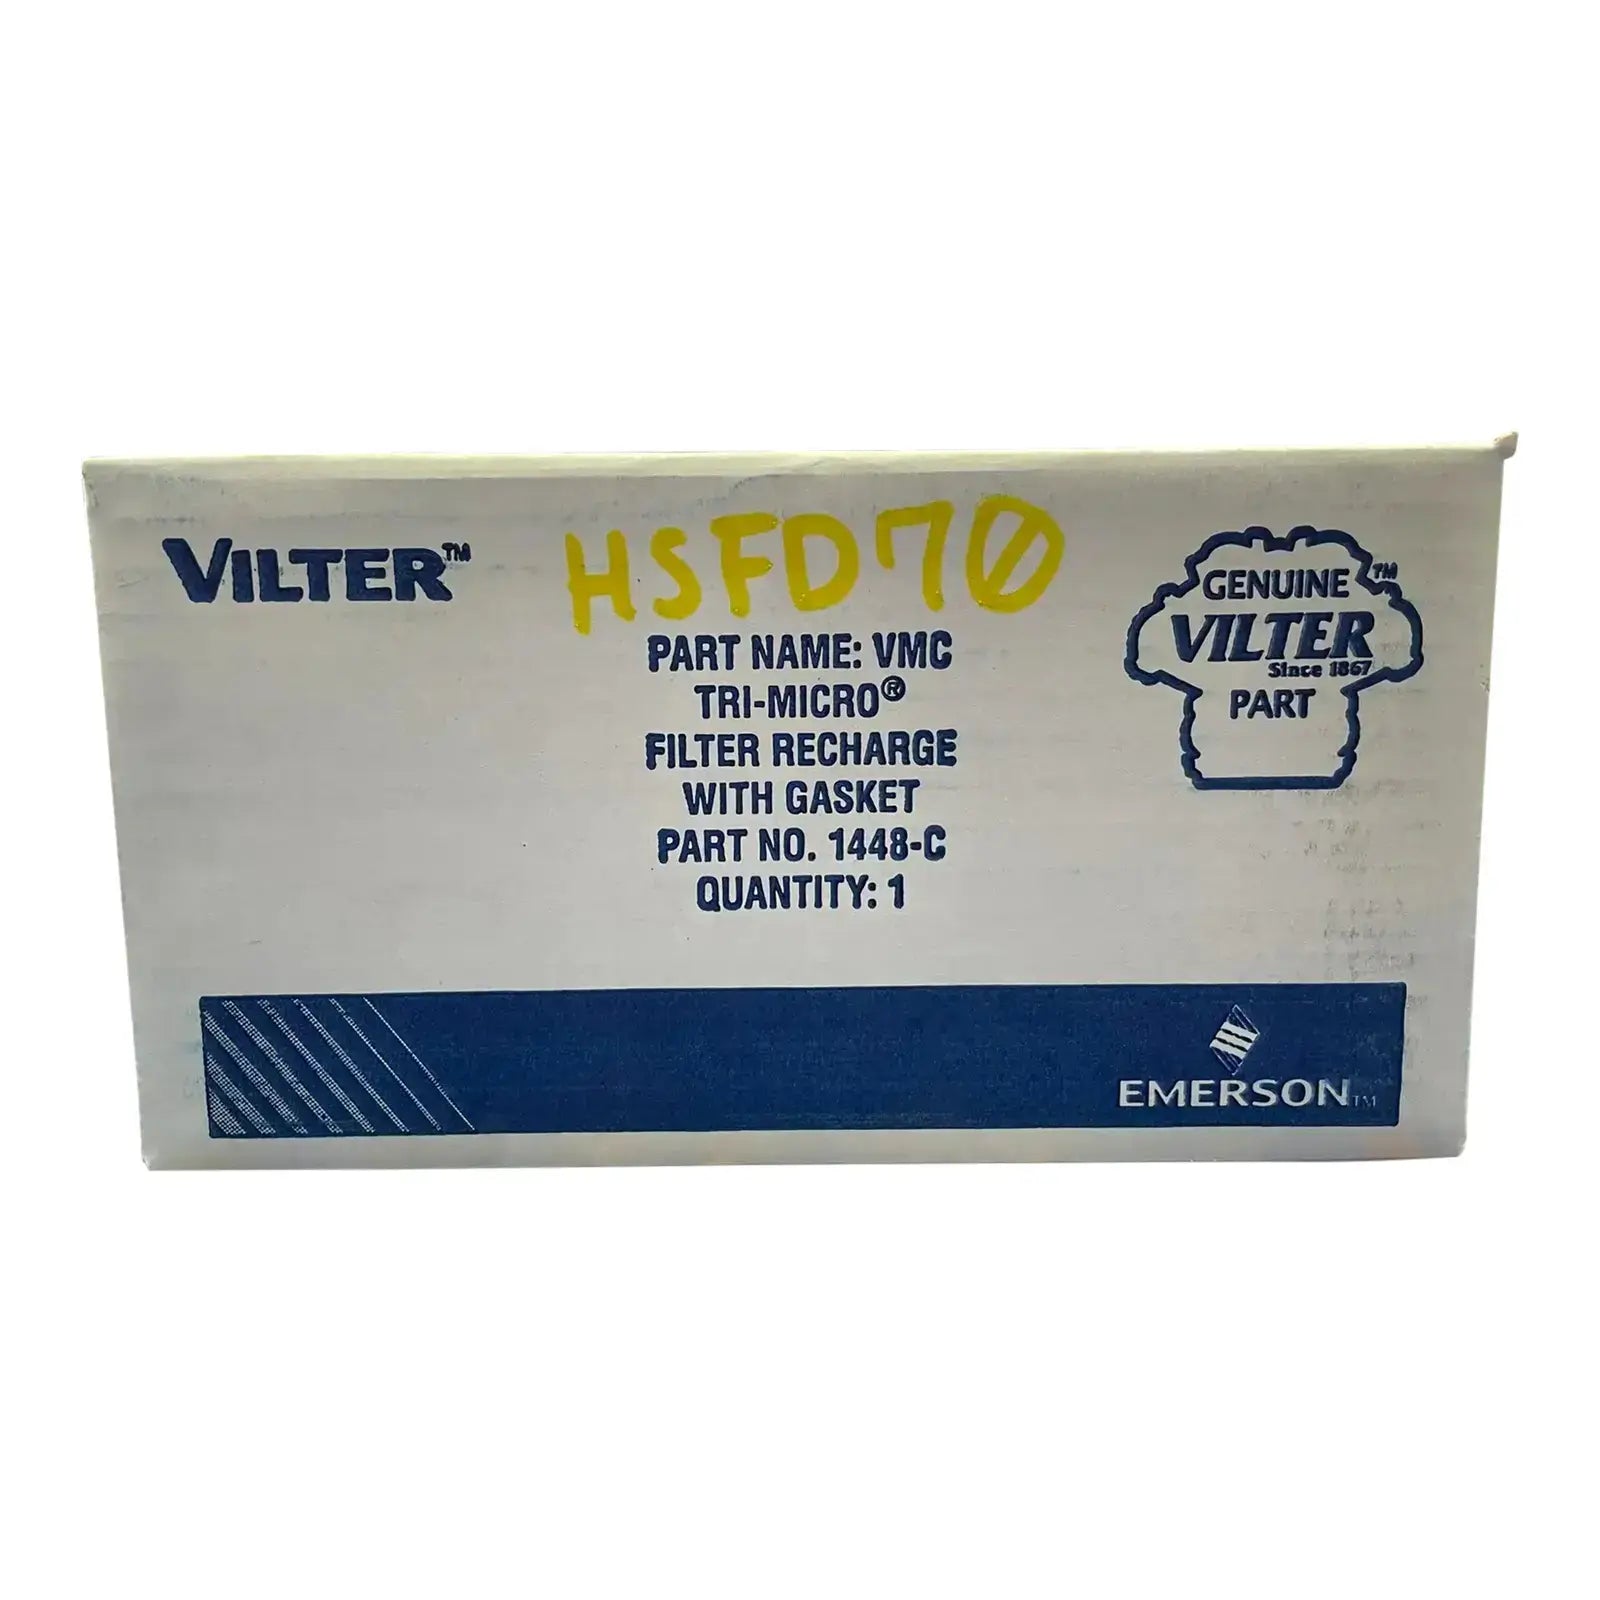 VILTER™
HSFD70
PART NAME: VMC
TRI-MICRO®
FILTER RECHARGE
WITH GASKET
PART NO. 1448-C
QUANTITY: 1
GENUINE™
VILTER
Since 1867
PART
EMERSON™